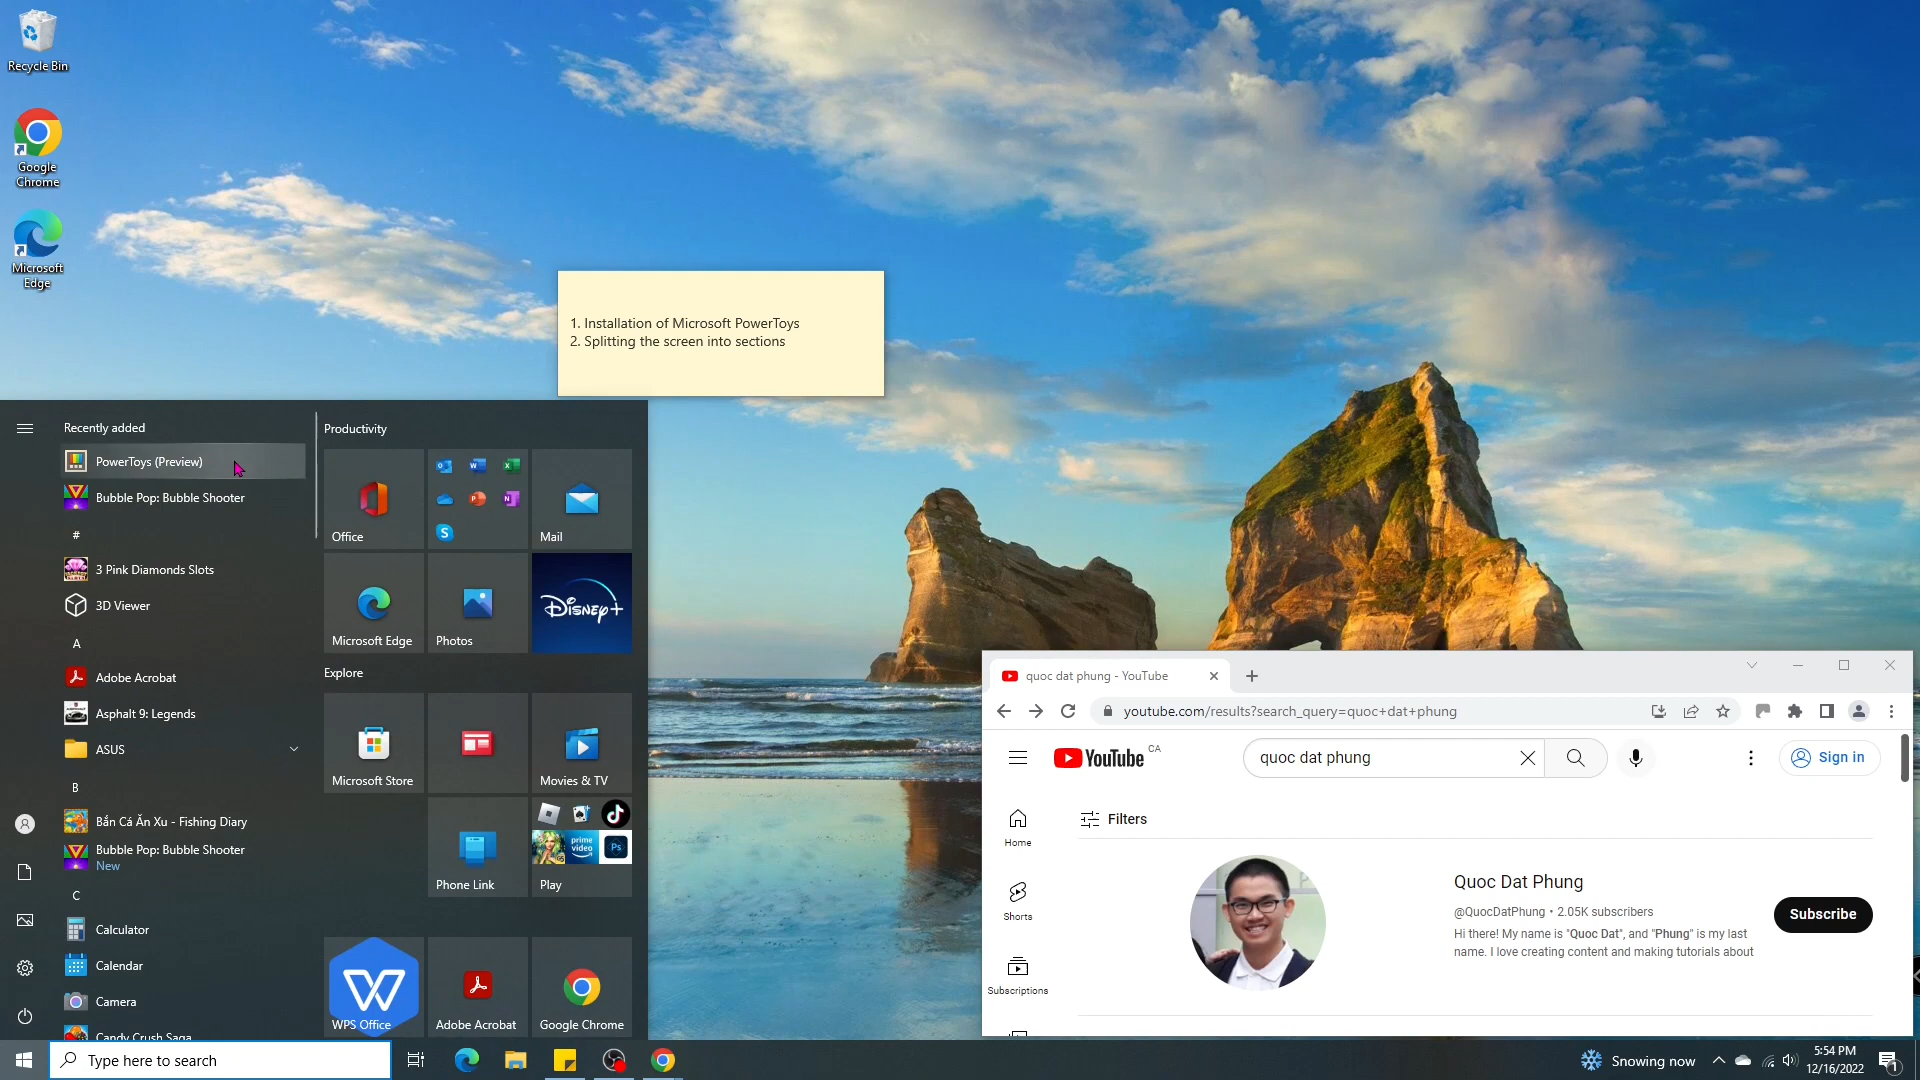 Recycle Bin
Google
Chrome
Microsoft
Edge
1. Installation of Microsoft PowerToys
2. Splitting the screen into sections
Recently added
PowerToys (Preview)
Bubble Pop: Bubble Shooter
#
3 Pink Diamonds Slots
3D Viewer
A
Adobe Acrobat
Asphalt 9: Legends
ASUS
B
Bắn Cá Ăn Xu - Fishing Diary
Bubble Pop: Bubble Shooter
New
C
Calculator
Calendar
Camera
Candy Crush Saga
Productivity
Office
Mail
Microsoft Edge
Photos
Disney+
Explore
Microsoft Store
Movies & TV
Phone Link
prime video
Ps
Play
WPS Office
Adobe Acrobat
Google Chrome
quoc dat phung - YouTube
youtube.com/results?search_query=quoc+dat+phung
YouTube CA
quoc dat phung
Sign in
Home
Shorts
Subscriptions
Filters
Quoc Dat Phung
@QuocDatPhung • 2.05K subscribers
Hi there! My name is "Quoc Dat", and "Phung" is my last
name. I love creating content and making tutorials about
Subscribe
Type here to search
Snowing now
5:54 PM
12/16/2022
1